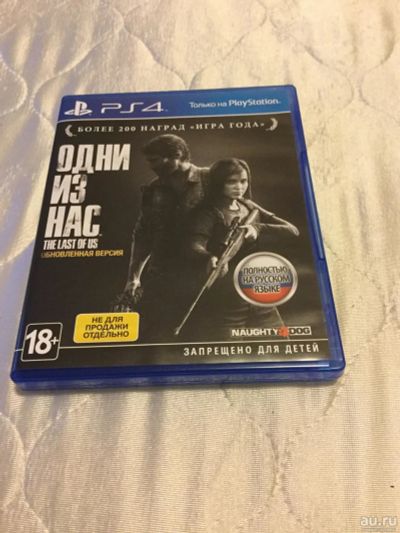 PS4
Только на PlayStation.
БОЛЕЕ 200 НАГРАД «ИГРА ГОДА»
ОДНИ
ИЗ
НАС
THE LAST OF US
ОБНОВЛЕННАЯ ВЕРСИЯ
ПОЛНОСТЬЮ
НА РУССКОМ
ЯЗЫКЕ
НЕ ДЛЯ
ПРОДАЖИ
ОТДЕЛЬНО
18+
NAUGHTY DOG
ЗАПРЕЩЕНО ДЛЯ ДЕТЕЙ
au.ru